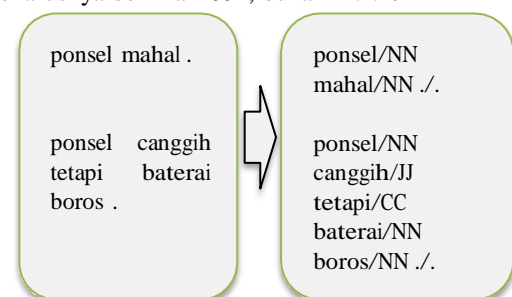 ponsel mahal .
ponsel canggih
tetapi baterai
boros .
ponsel/NN
mahal/NN ./.
ponsel/NN
canggih/JJ
tetapi/CC
baterai/NN
boros/NN ./.